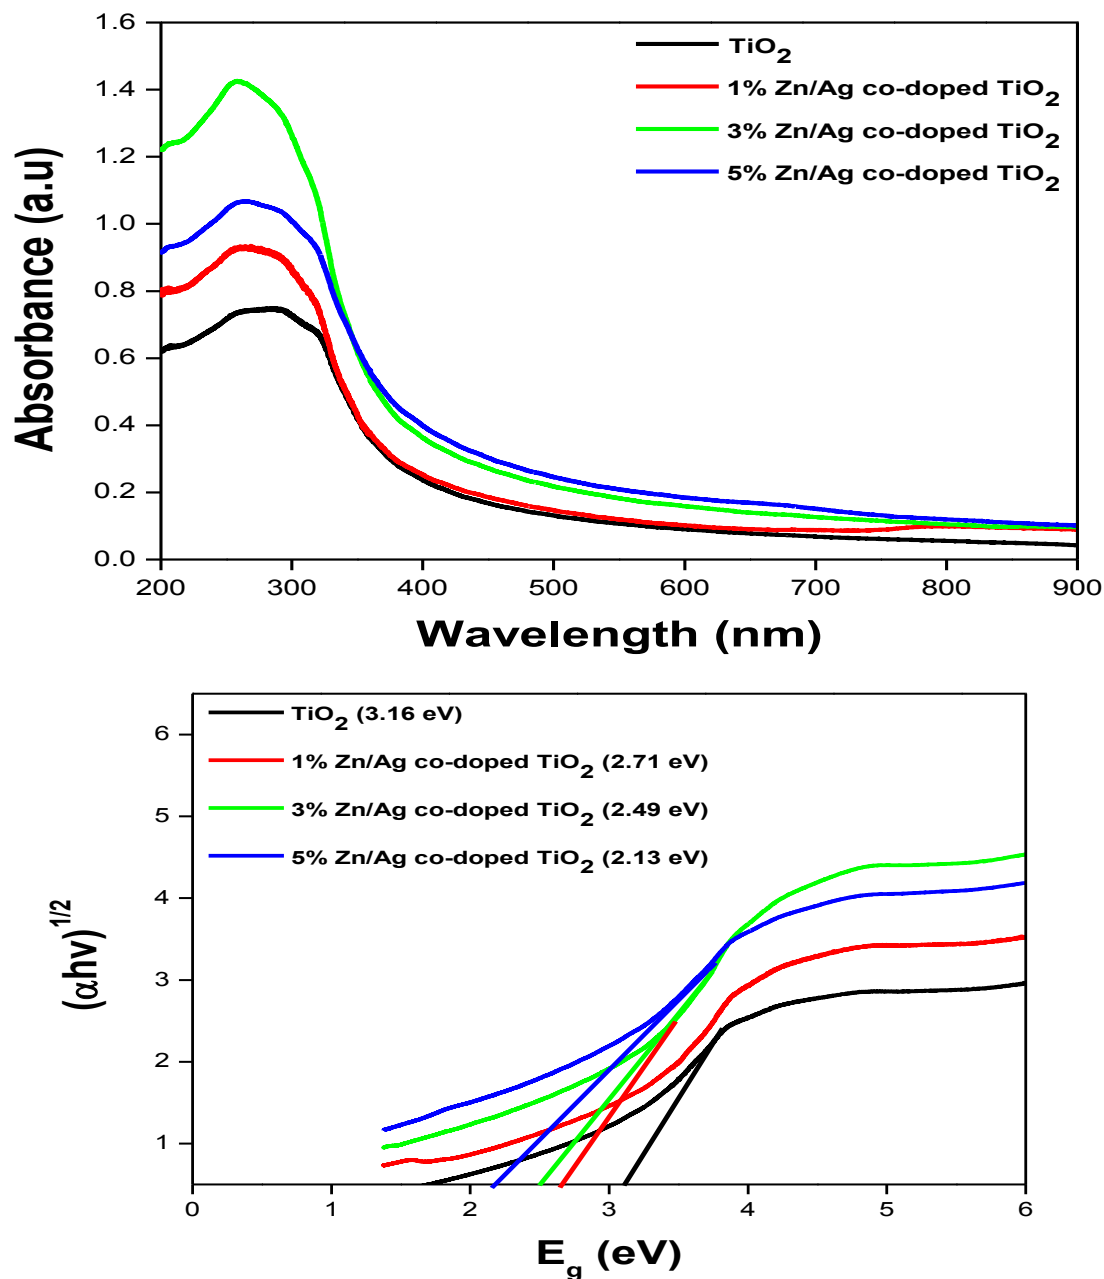 1.6
1.4
1.2
1.0
0.8
0.6
0.4
0.2
0.0
Absorbance (a.u)
TiO2
1% Zn/Ag co-doped TiO2
3% Zn/Ag co-doped TiO2
5% Zn/Ag co-doped TiO2
200 300 400 500 600 700 800 900
Wavelength (nm)
6
5
4
3
2
1
(αhv)1/2
TiO2 (3.16 eV)
1% Zn/Ag co-doped TiO2 (2.71 eV)
3% Zn/Ag co-doped TiO2 (2.49 eV)
5% Zn/Ag co-doped TiO2 (2.13 eV)
0 1 2 3 4 5 6
Eg (eV)